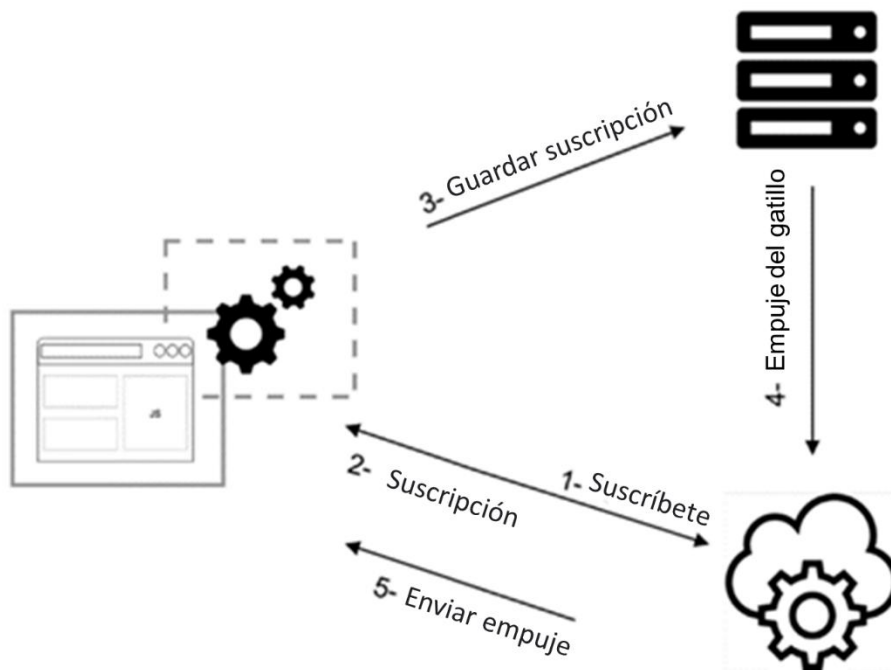 3- Guardar suscripción
4- Empuje del gatillo
JS
1- Suscríbete
2- Suscripción
5- Enviar empuje